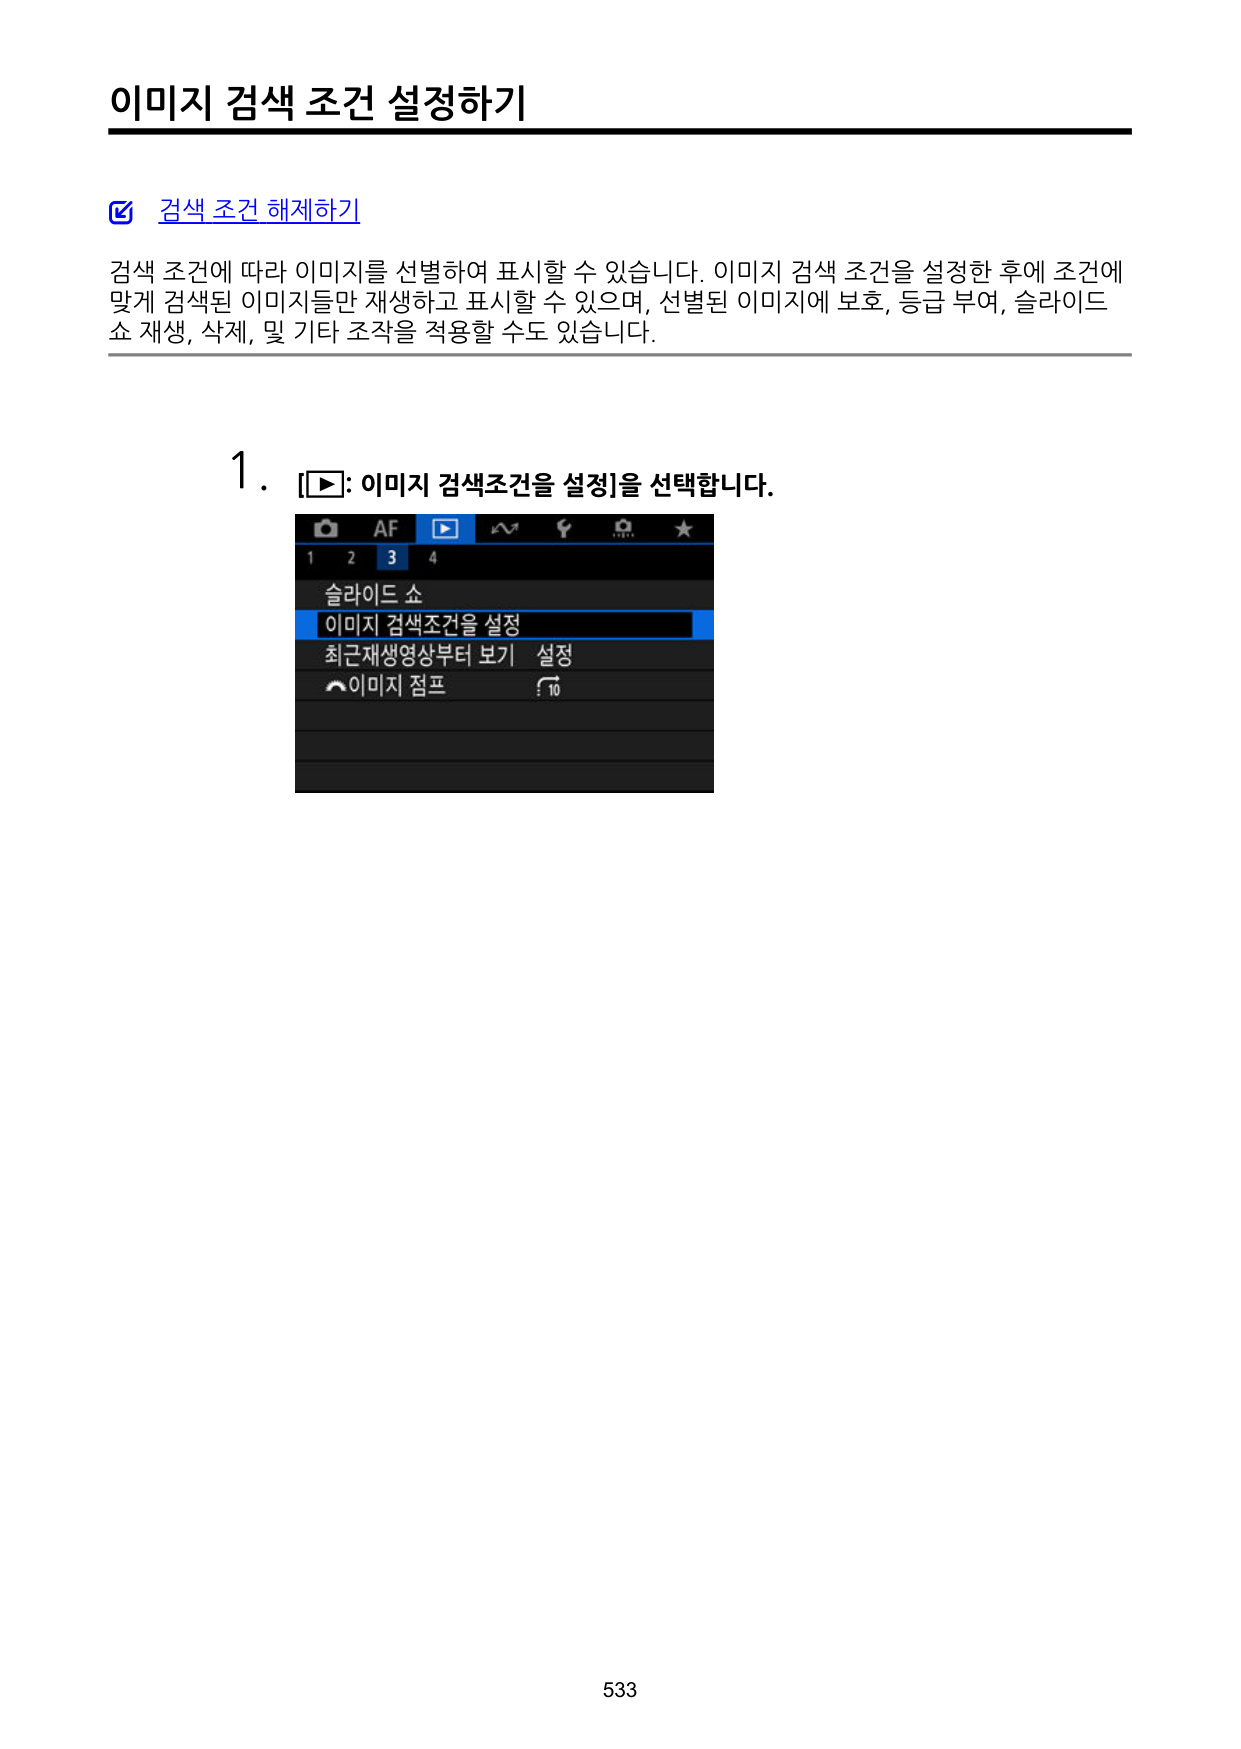 이미지 검색 조건 설정하기
검색 조건 해제하기
검색 조건에 따라 이미지를 선별하여 표시할 수 있습니다. 이미지 검색 조건을 설정한 후에 조건에
맞게 검색된 이미지들만 재생하고 표시할 수 있으며, 선별된 이미지에 보호, 등급 부여, 슬라이드
쇼 재생, 삭제, 및 기타 조작을 적용할 수도 있습니다.
1. [▶: 이미지 검색조건을 설정]을 선택합니다.
AF
1 2 3 4
슬라이드 쇼
이미지 검색조건을 설정
최근재생영상부터 보기 설정
이미지 점프 10
533